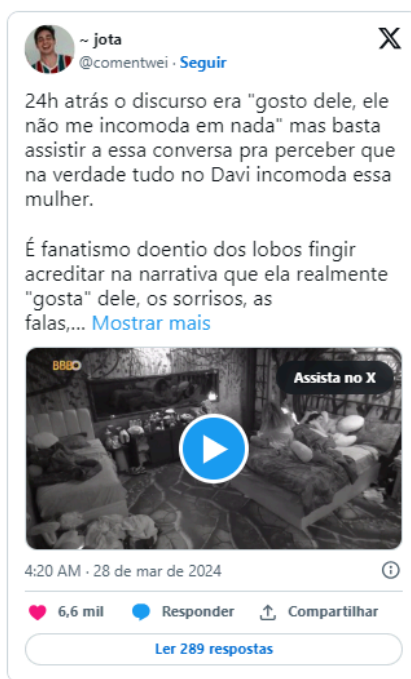 ~ jota
@comentwei · Seguir
24h atrás o discurso era "gosto dele, ele
não me incomoda em nada" mas basta
assistir a essa conversa pra perceber que
na verdade tudo no Davi incomoda essa
mulher.
É fanatismo doentio dos lobos fingir
acreditar na narrativa que ela realmente
"gosta" dele, os sorrisos, as
falas,... Mostrar mais
Assista no X
4:20 AM · 28 de mar de 2024
6,6 mil Responder Compartilhar
Ler 289 respostas